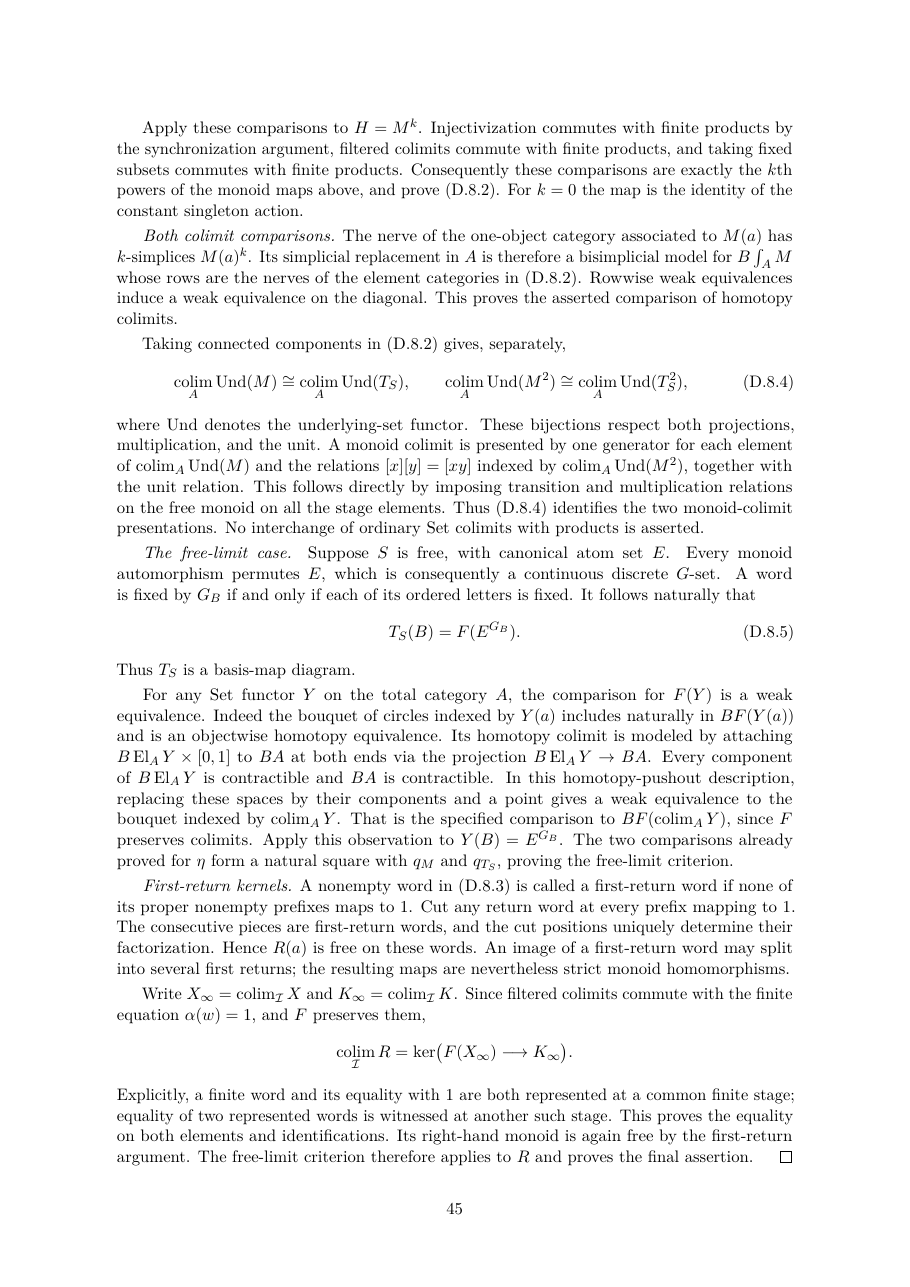 Apply these comparisons to H = M^k. Injectivization commutes with finite products by
the synchronization argument, filtered colimits commute with finite products, and taking fixed
subsets commutes with finite products. Consequently these comparisons are exactly the kth
powers of the monoid maps above, and prove (D.8.2). For k = 0 the map is the identity of the
constant singleton action.
Both colimit comparisons. The nerve of the one-object category associated to M(a) has
k-simplices M(a)^k. Its simplicial replacement in A is therefore a bisimplicial model for B ∫_A M
whose rows are the nerves of the element categories in (D.8.2). Rowwise weak equivalences
induce a weak equivalence on the diagonal. This proves the asserted comparison of homotopy
colimits.
Taking connected components in (D.8.2) gives, separately,
colim_A Und(M) ≅ colim_A Und(T_S), colim_A Und(M^2) ≅ colim_A Und(T_S^2), (D.8.4)
where Und denotes the underlying-set functor. These bijections respect both projections,
multiplication, and the unit. A monoid colimit is presented by one generator for each element
of colim_A Und(M) and the relations [x][y] = [xy] indexed by colim_A Und(M^2), together with
the unit relation. This follows directly by imposing transition and multiplication relations
on the free monoid on all the stage elements. Thus (D.8.4) identifies the two monoid-colimit
presentations. No interchange of ordinary Set colimits with products is asserted.
The free-limit case. Suppose S is free, with canonical atom set E. Every monoid
automorphism permutes E, which is consequently a continuous discrete G-set. A word
is fixed by G_B if and only if each of its ordered letters is fixed. It follows naturally that
T_S(B) = F(E^{G_B}). (D.8.5)
Thus T_S is a basis-map diagram.
For any Set functor Y on the total category A, the comparison for F(Y) is a weak
equivalence. Indeed the bouquet of circles indexed by Y(a) includes naturally in BF(Y(a))
and is an objectwise homotopy equivalence. Its homotopy colimit is modeled by attaching
B El_A Y × [0, 1] to BA at both ends via the projection B El_A Y → BA. Every component
of B El_A Y is contractible and BA is contractible. In this homotopy-pushout description,
replacing these spaces by their components and a point gives a weak equivalence to the
bouquet indexed by colim_A Y. That is the specified comparison to BF(colim_A Y), since F
preserves colimits. Apply this observation to Y(B) = E^{G_B}. The two comparisons already
proved for η form a natural square with q_M and q_{T_S}, proving the free-limit criterion.
First-return kernels. A nonempty word in (D.8.3) is called a first-return word if none of
its proper nonempty prefixes maps to 1. Cut any return word at every prefix mapping to 1.
The consecutive pieces are first-return words, and the cut positions uniquely determine their
factorization. Hence R(a) is free on these words. An image of a first-return word may split
into several first returns; the resulting maps are nevertheless strict monoid homomorphisms.
Write X_∞ = colim_I X and K_∞ = colim_I K. Since filtered colimits commute with the finite
equation α(w) = 1, and F preserves them,
colim_I R = ker(F(X_∞) ⟶ K_∞).
Explicitly, a finite word and its equality with 1 are both represented at a common finite stage;
equality of two represented words is witnessed at another such stage. This proves the equality
on both elements and identifications. Its right-hand monoid is again free by the first-return
argument. The free-limit criterion therefore applies to R and proves the final assertion. □
45